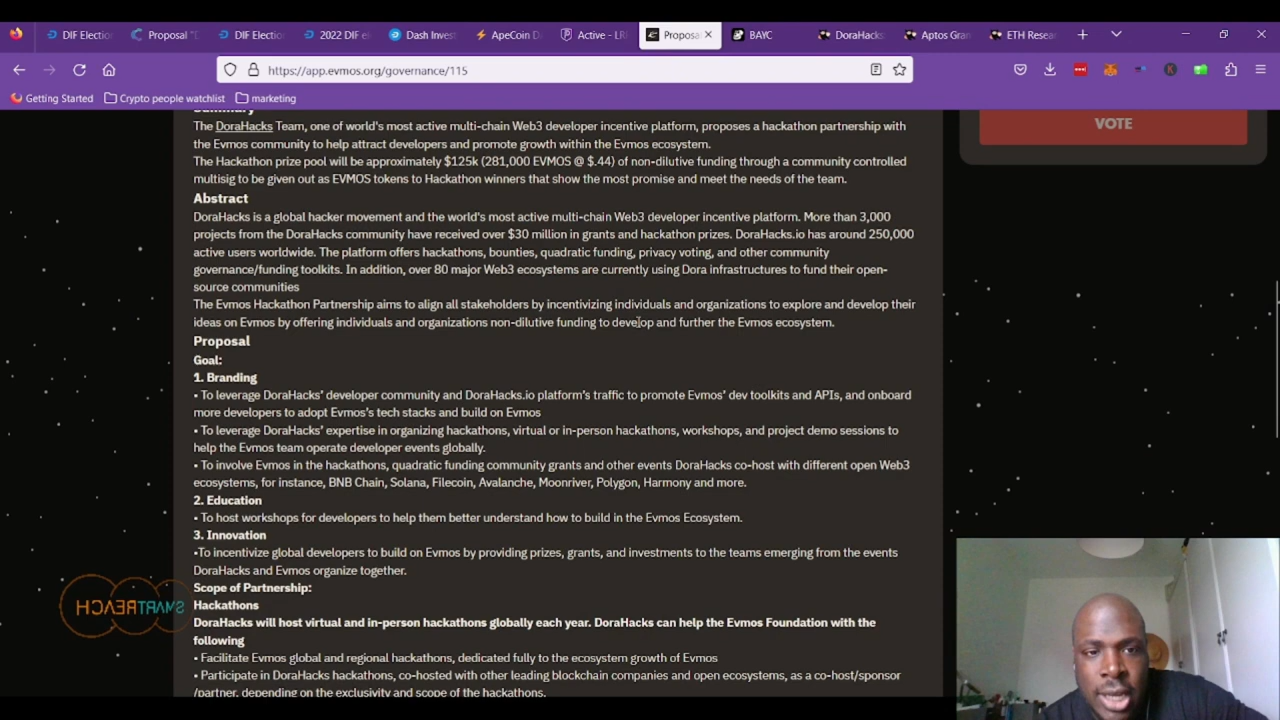 DIF Electio
Proposal "D
DIF Electio
2022 DIF el
Dash Invest
ApeCoin D
Active - LRI
Proposal
BAYC
DoraHacks
Aptos Gran
ETH Resea
https://app.evmos.org/governance/115
Getting Started
Crypto people watchlist
marketing
Summary
VOTE
The DoraHacks Team, one of world's most active multi-chain Web3 developer incentive platform, proposes a hackathon partnership with
the Evmos community to help attract developers and promote growth within the Evmos ecosystem.
The Hackathon prize pool will be approximately $125k (281,000 EVMOS @ $.44) of non-dilutive funding through a community controlled
multisig to be given out as EVMOS tokens to Hackathon winners that show the most promise and meet the needs of the team.
Abstract
DoraHacks is a global hacker movement and the world's most active multi-chain Web3 developer incentive platform. More than 3,000
projects from the DoraHacks community have received over $30 million in grants and hackathon prizes. DoraHacks.io has around 250,000
active users worldwide. The platform offers hackathons, bounties, quadratic funding, privacy voting, and other community
governance/funding toolkits. In addition, over 80 major Web3 ecosystems are currently using Dora infrastructures to fund their open-
source communities
The Evmos Hackathon Partnership aims to align all stakeholders by incentivizing individuals and organizations to explore and develop their
ideas on Evmos by offering individuals and organizations non-dilutive funding to develop and further the Evmos ecosystem.
Proposal
Goal:
1. Branding
• To leverage DoraHacks' developer community and DoraHacks.io platform's traffic to promote Evmos' dev toolkits and APIs, and onboard
more developers to adopt Evmos's tech stacks and build on Evmos
• To leverage DoraHacks' expertise in organizing hackathons, virtual or in-person hackathons, workshops, and project demo sessions to
help the Evmos team operate developer events globally.
• To involve Evmos in the hackathons, quadratic funding community grants and other events DoraHacks co-host with different open Web3
ecosystems, for instance, BNB Chain, Solana, Filecoin, Avalanche, Moonriver, Polygon, Harmony and more.
2. Education
• To host workshops for developers to help them better understand how to build in the Evmos Ecosystem.
3. Innovation
•To incentivize global developers to build on Evmos by providing prizes, grants, and investments to the teams emerging from the events
DoraHacks and Evmos organize together.
Scope of Partnership:
Hackathons
DoraHacks will host virtual and in-person hackathons globally each year. DoraHacks can help the Evmos Foundation with the
following
• Facilitate Evmos global and regional hackathons, dedicated fully to the ecosystem growth of Evmos
• Participate in DoraHacks hackathons, co-hosted with other leading blockchain companies and open ecosystems, as a co-host/sponsor
/partner, depending on the exclusivity and scope of the hackathons.
SMARTREACH